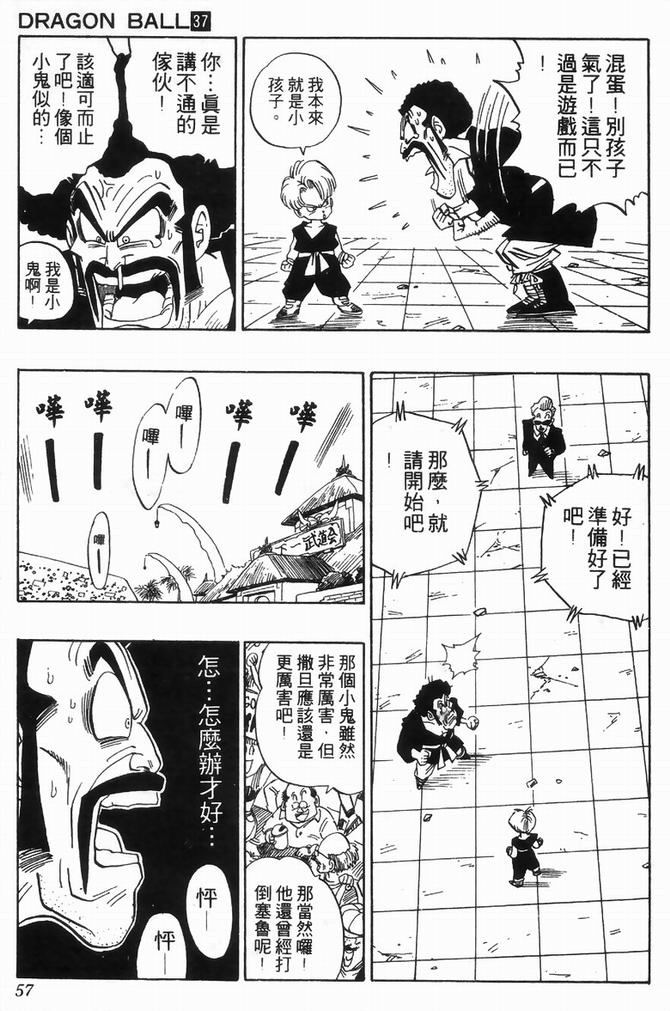 DRAGON BALL 37
混蛋！別孩子
氣了！這只不
過是遊戲而已
！
我本來
就是小
孩子。
你…眞是
講不通的
傢伙！
該適可而止
了吧！像個
小鬼似的…
我是小
鬼啊！
好！已經
準備好了
吧！
那麼，就
請開始吧
！
嘩
嘩
嗶
嗶
嘩
嘩
嗶
天下一武道会
那個小鬼雖然
非常厲害，但
撒旦應該還是
更厲害吧！
那當然囉！
他還曾經打
倒塞魯呢！
怎…怎麼辦才好…
怦
怦
57